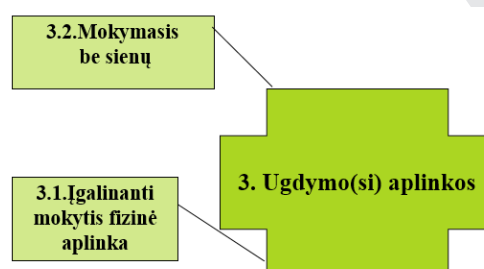 3.2.Mokymasis
be sienų
3. Ugdymo(si) aplinkos
3.1.Įgalinanti
mokytis fizinė
aplinka